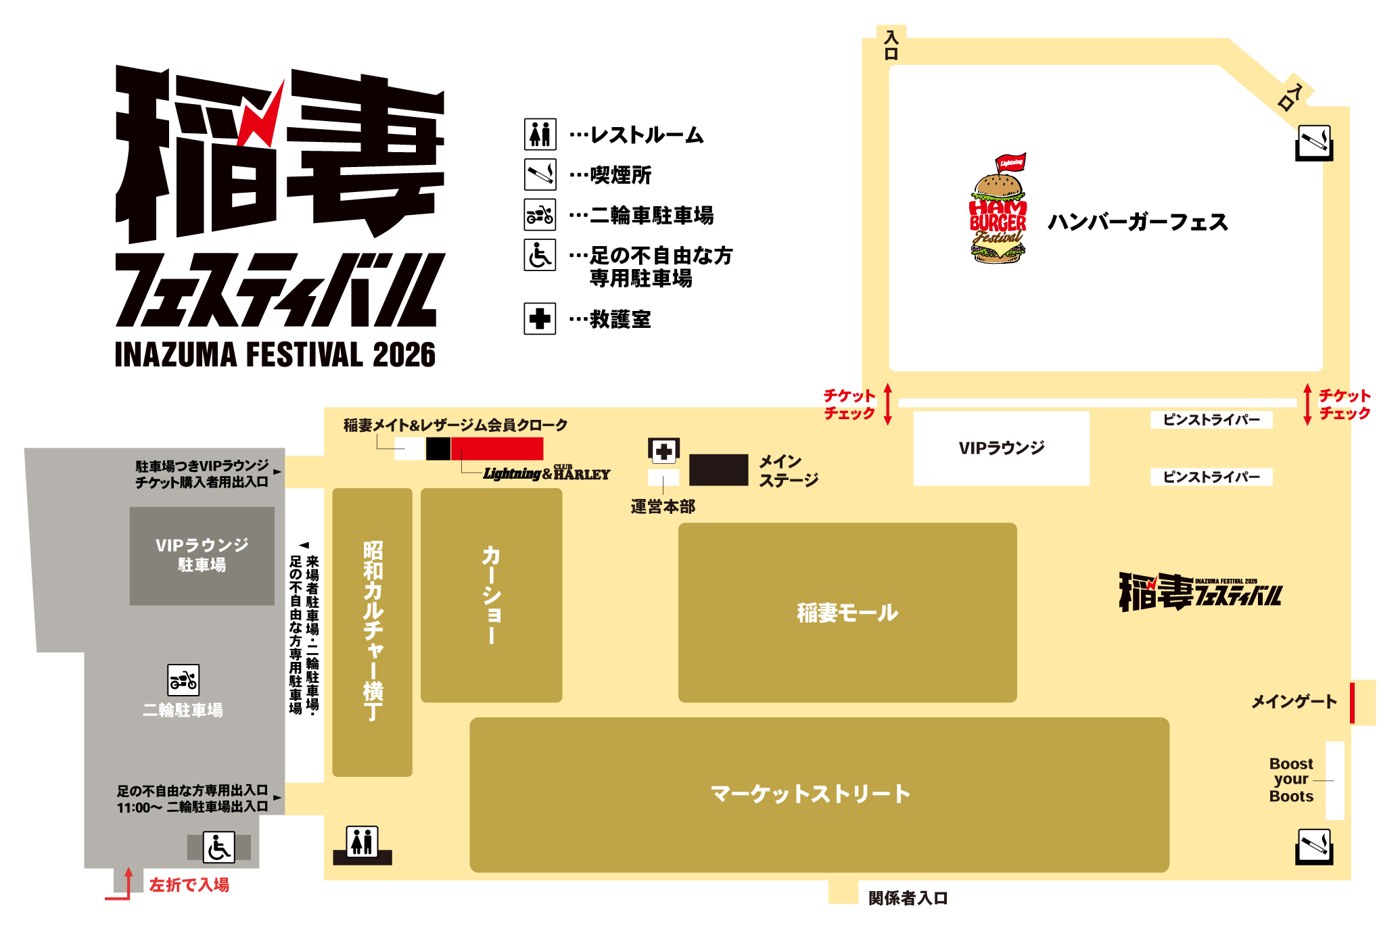 稲妻
フェスティバル
INAZUMA FESTIVAL 2026
…レストルーム
…喫煙所
…二輪車駐車場
…足の不自由な方
専用駐車場
…救護室
入口
入口
Lightning
HAM
BURGER
Festival
ハンバーガーフェス
チケット
チェック
チケット
チェック
稲妻メイト&レザージム会員クローク
Lightning & CLUB HARLEY
運営本部
メイン
ステージ
VIPラウンジ
ピンストライパー
ピンストライパー
駐車場つきVIPラウンジ
チケット購入者用出入口
VIPラウンジ
駐車場
来場者駐車場・二輪駐車場・
足の不自由な方専用駐車場
昭和カルチャー横丁
カーショー
稲妻モール
稲妻フェスティバル
INAZUMA FESTIVAL 2026
二輪駐車場
メインゲート
マーケットストリート
Boost
your
Boots
足の不自由な方専用出入口
11:00〜 二輪駐車場出入口
左折で入場
関係者入口